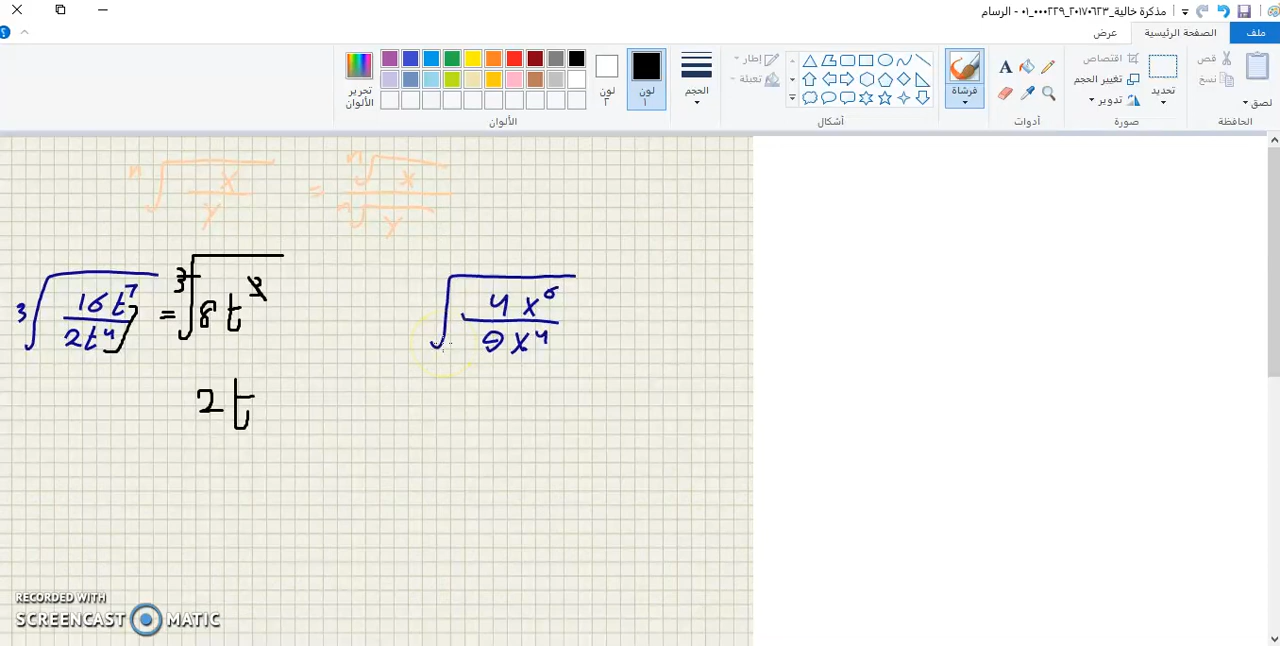 مذكرة خالية_٢٠١٧٠٦٢٣_٠٠٠٢٢٩_٠١ - الرسام
ملف
الصفحة الرئيسية
عرض
لصق
قص
نسخ
الحافظة
تحديد
اقتصاص
تغيير الحجم
تدوير
صورة
A
أدوات
فرشاة
أشكال
إطار
تعبئة
الحجم
لون ١
لون ٢
تحرير الألوان
الألوان
n√(x/y) = n√x / n√y
3√(16t^7 / 2t^4) = 3√(8t^3)
√(4x^6 / 9x^4)
2t
RECORDED WITH
SCREENCAST MATIC